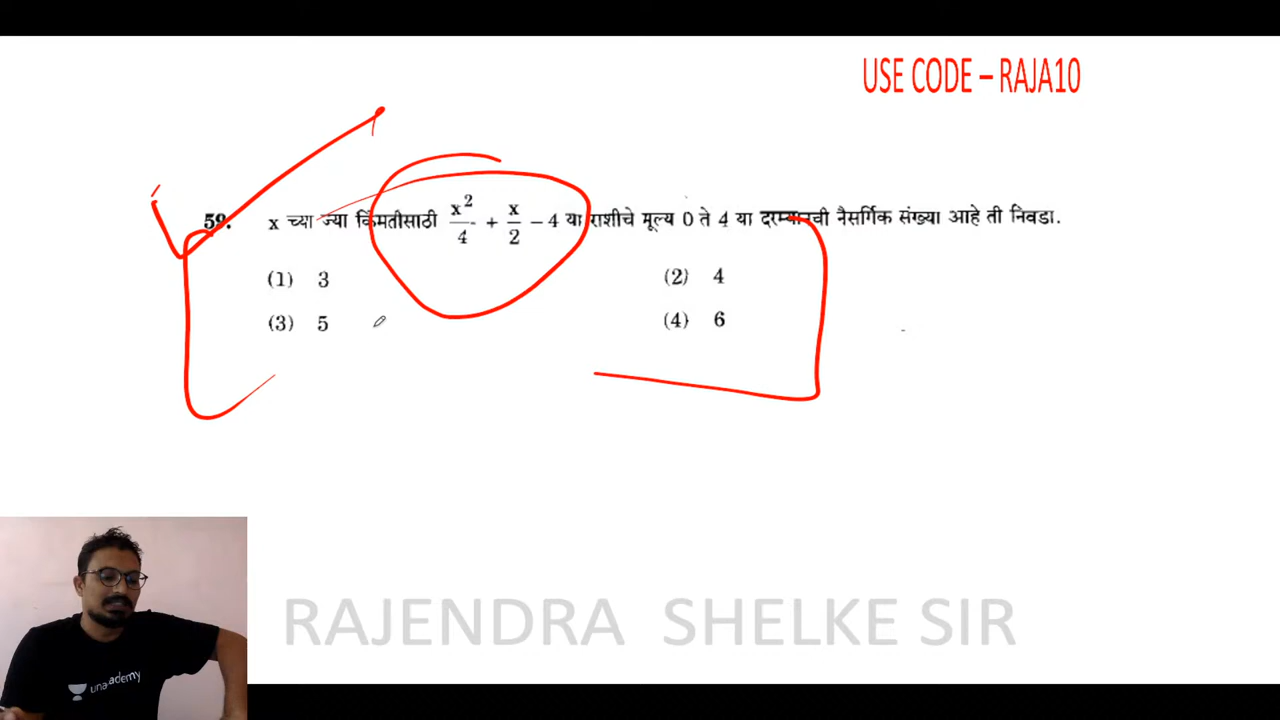 USE CODE – RAJA10
59. x च्या ज्या किंमतीसाठी x²/4 + x/2 − 4 या राशीचे मूल्य 0 ते 4 या दरम्यानची नैसर्गिक संख्या आहे ती निवडा.
(1) 3 (2) 4
(3) 5 (4) 6
unacademy
RAJENDRA SHELKE SIR